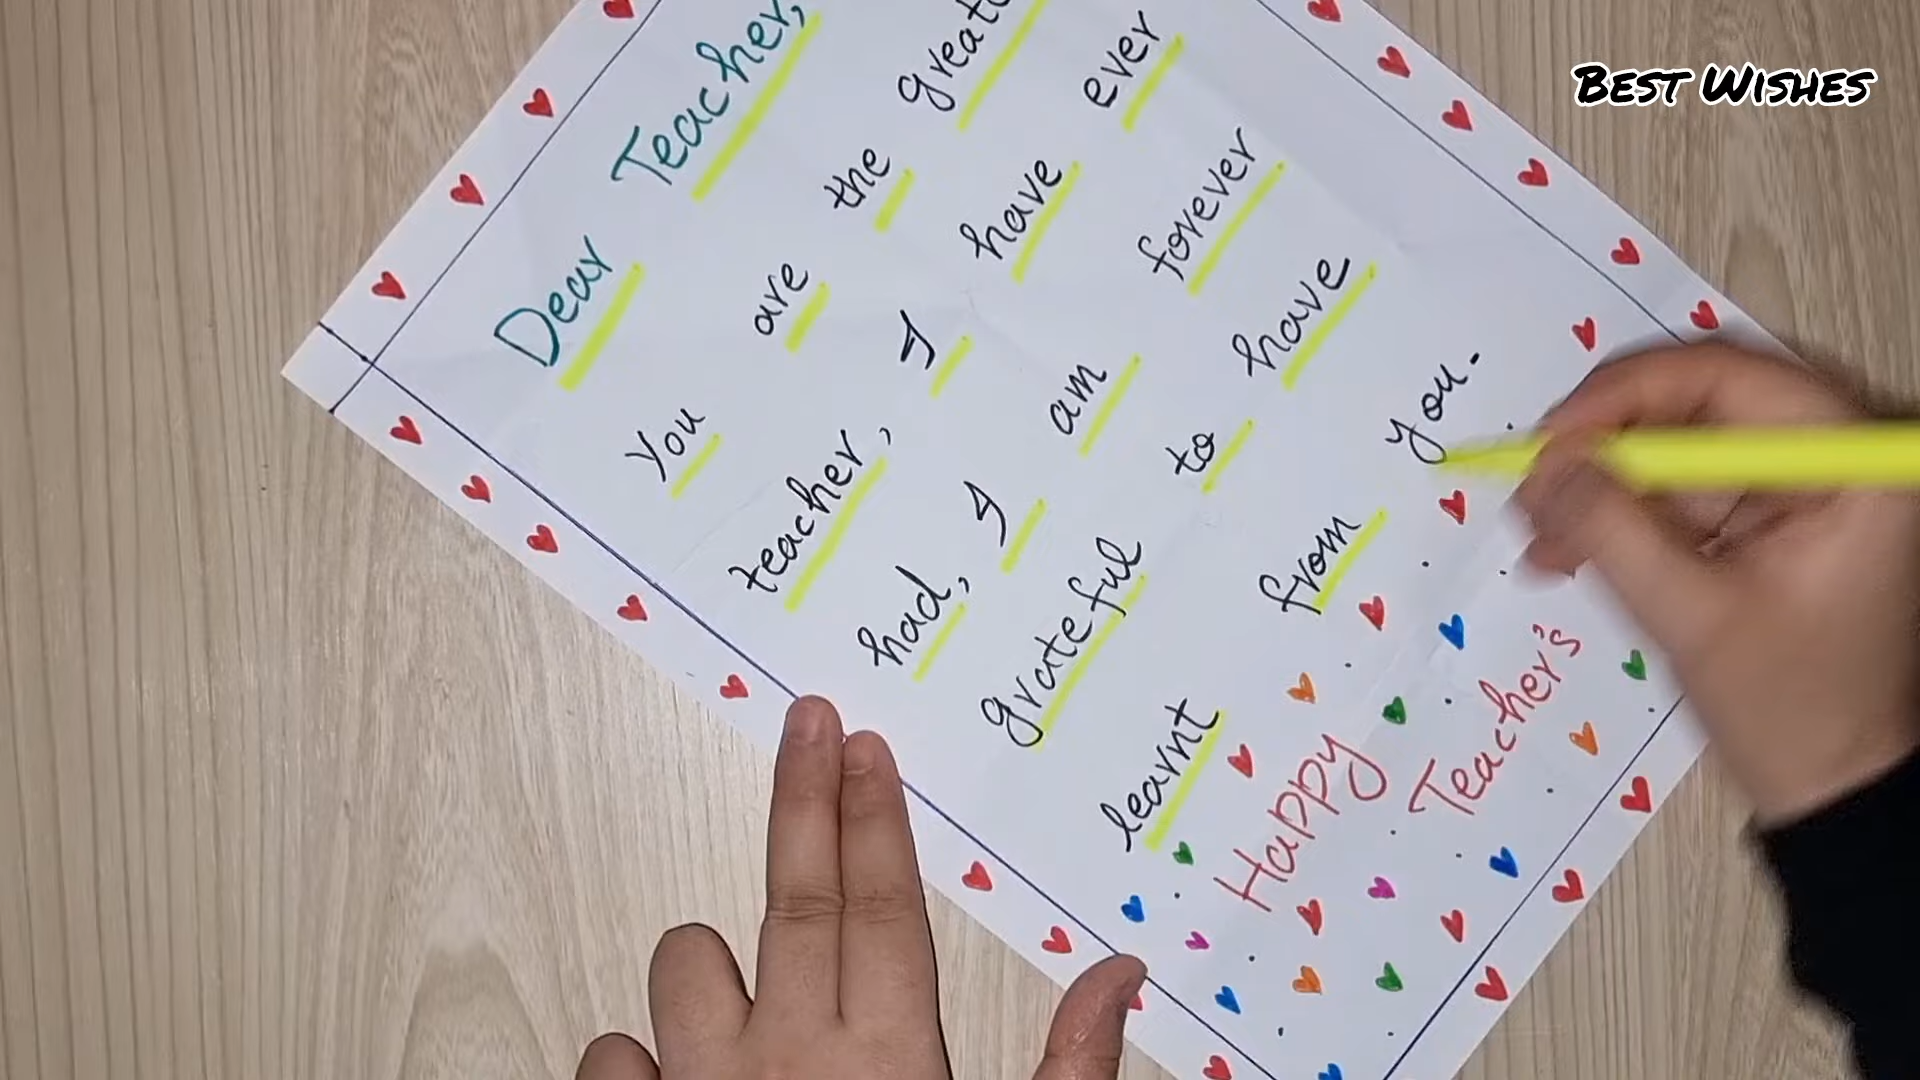 Dear Teacher,
You are the
teacher, I have ever
had, I am forever
grateful to have
learnt from you.
Happy
Teacher's
BEST WISHES